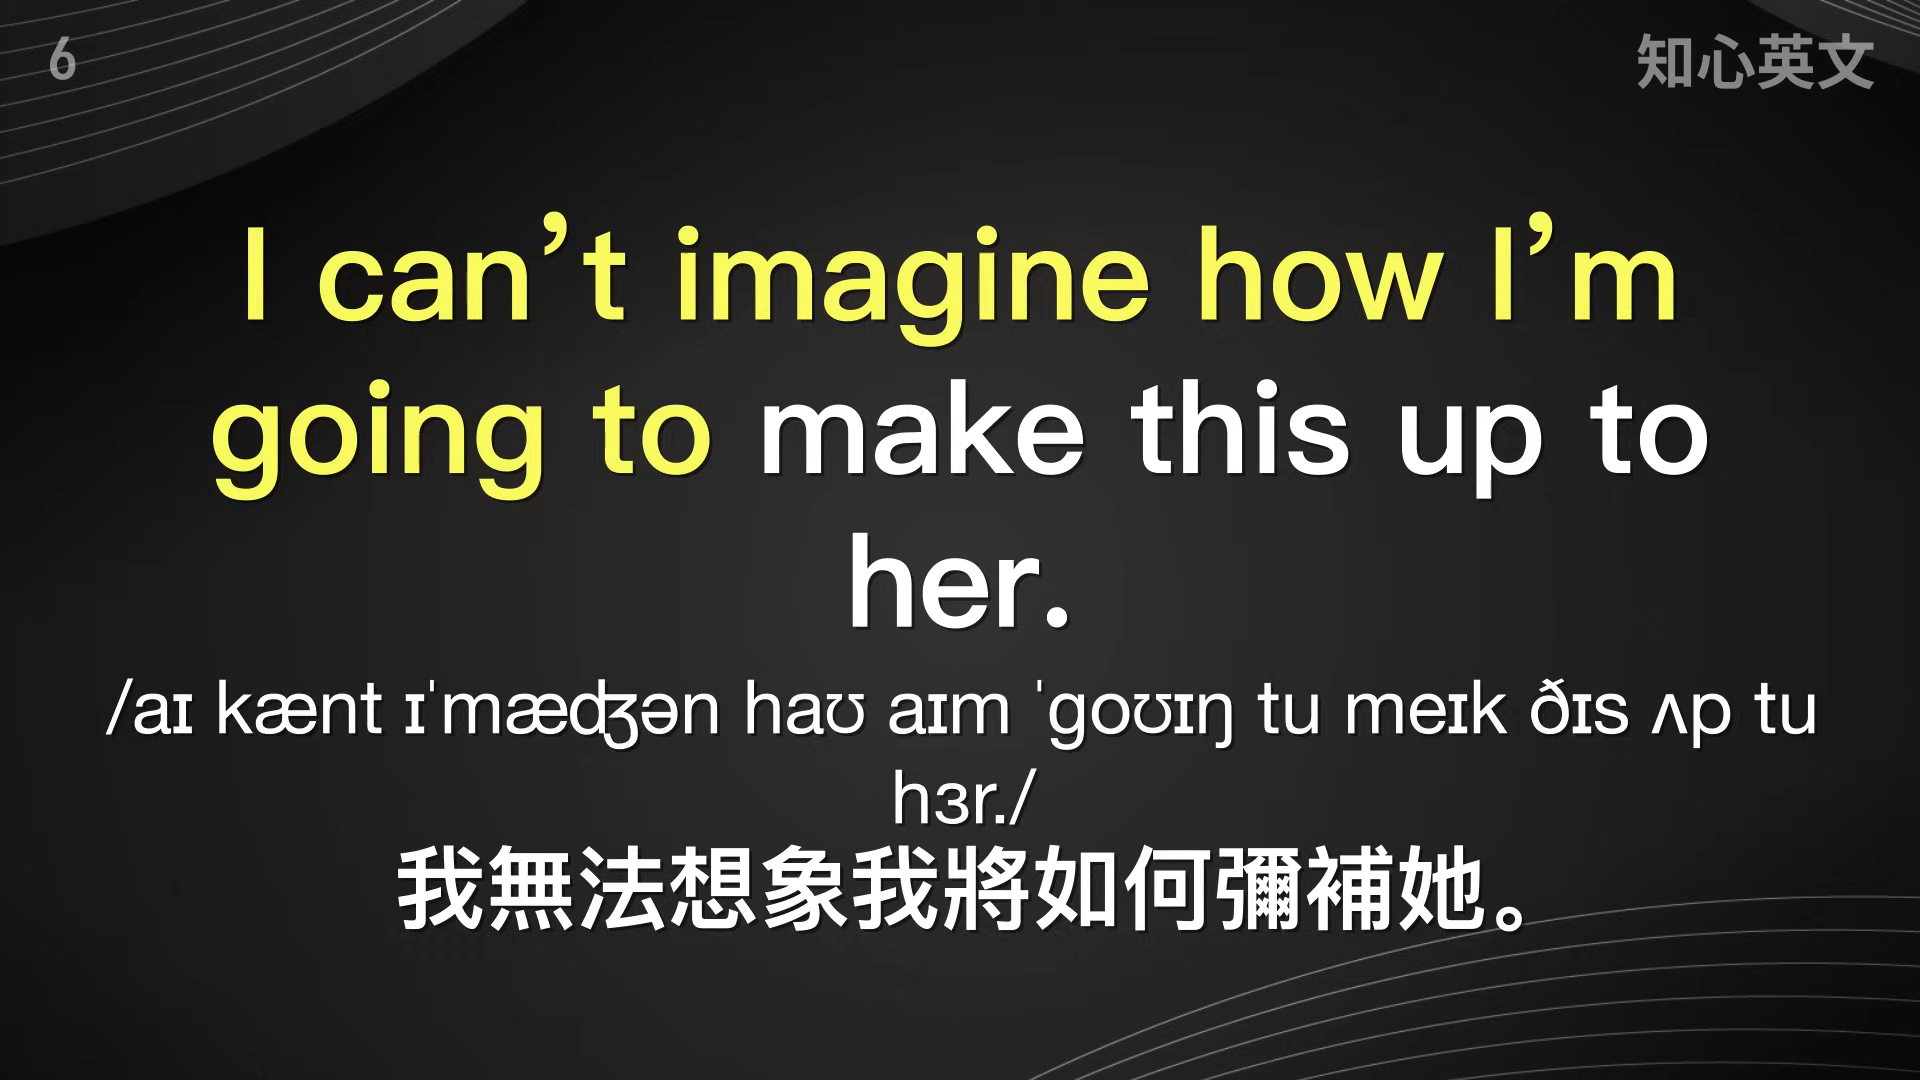 6
知心英文
I can’t imagine how I’m
going to make this up to
her.
/aɪ kænt ɪˈmæʤən haʊ aɪm ˈgoʊɪŋ tu meɪk ðɪs ʌp tu
hɜr./
我無法想象我將如何彌補她。